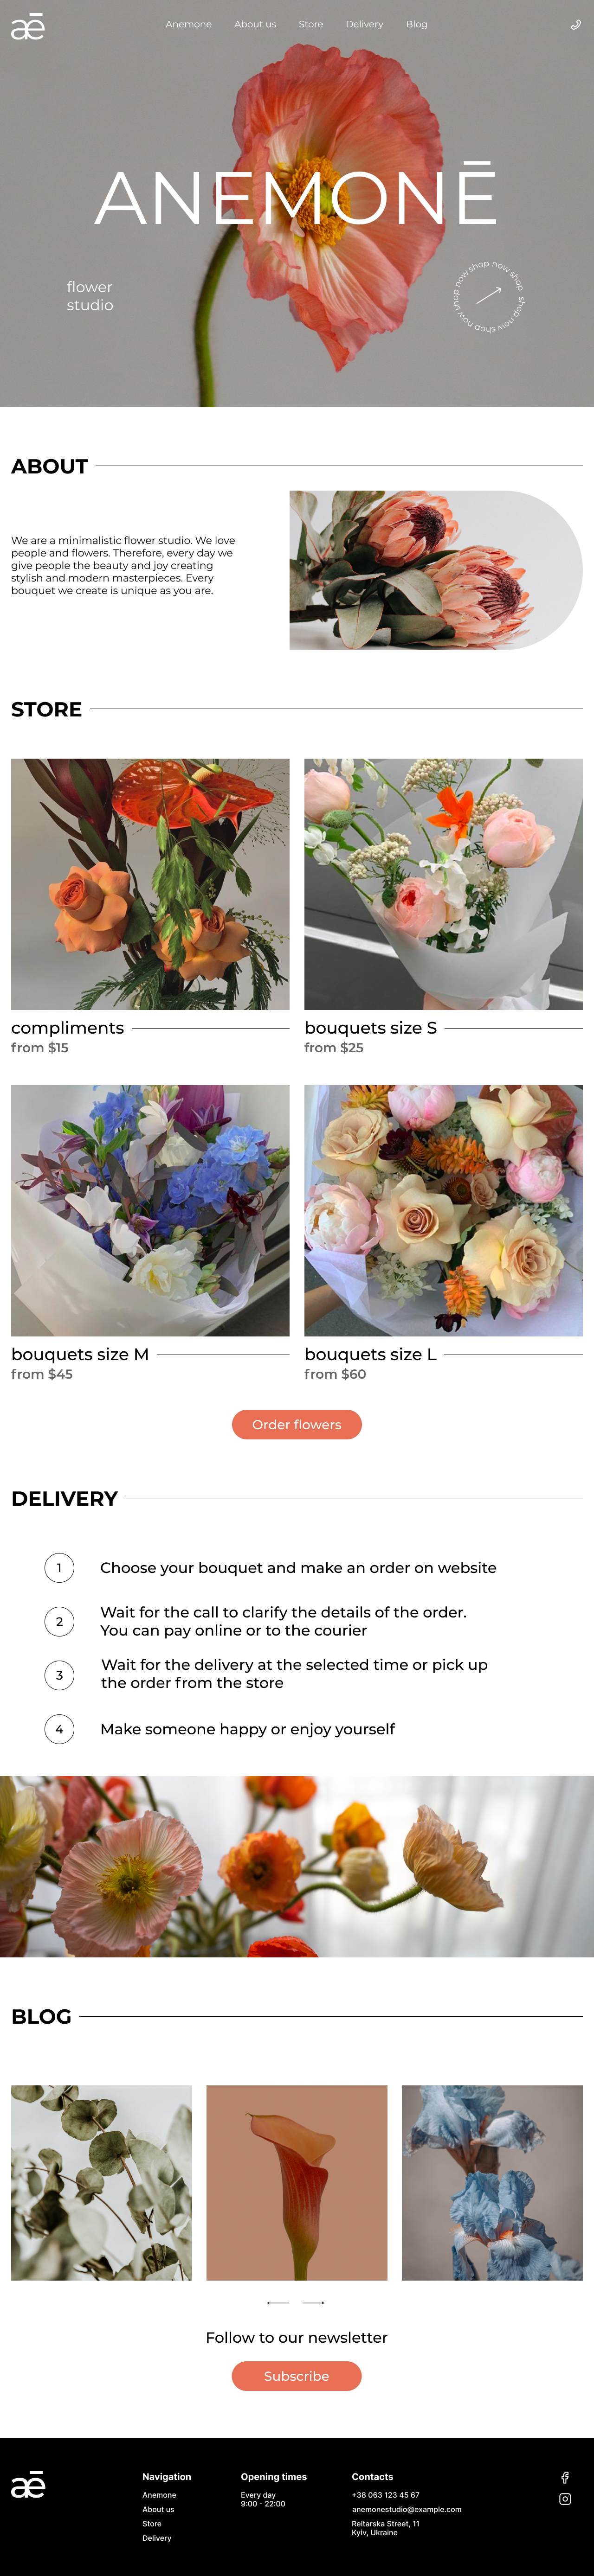 aē
Anemone
About us
Store
Delivery
Blog
ANEMONĒ
flower
studio
shop now shop now shop now shop now shop now
ABOUT
We are a minimalistic flower studio. We love
people and flowers. Therefore, every day we
give people the beauty and joy creating
stylish and modern masterpieces. Every
bouquet we create is unique as you are.
STORE
compliments
from $15
bouquets size S
from $25
bouquets size M
from $45
bouquets size L
from $60
Order flowers
DELIVERY
1
Choose your bouquet and make an order on website
2
Wait for the call to clarify the details of the order.
You can pay online or to the courier
3
Wait for the delivery at the selected time or pick up
the order from the store
4
Make someone happy or enjoy yourself
BLOG
Follow to our newsletter
Subscribe
aē
Navigation
Anemone
About us
Store
Delivery
Opening times
Every day
9:00 - 22:00
Contacts
+38 063 123 45 67
anemonestudio@example.com
Reitarska Street, 11
Kyiv, Ukraine